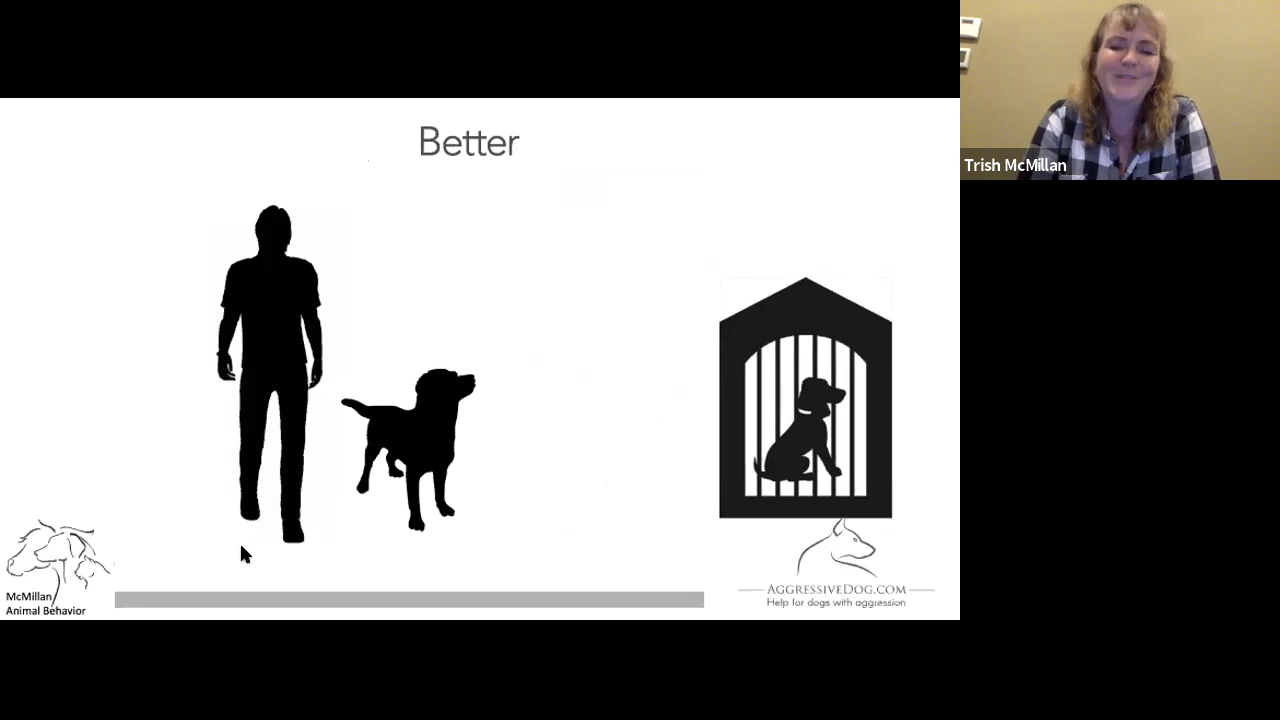 Better
Trish McMillan
McMillan
Animal Behavior
AGGRESSIVEDOG.COM
Help for dogs with aggression